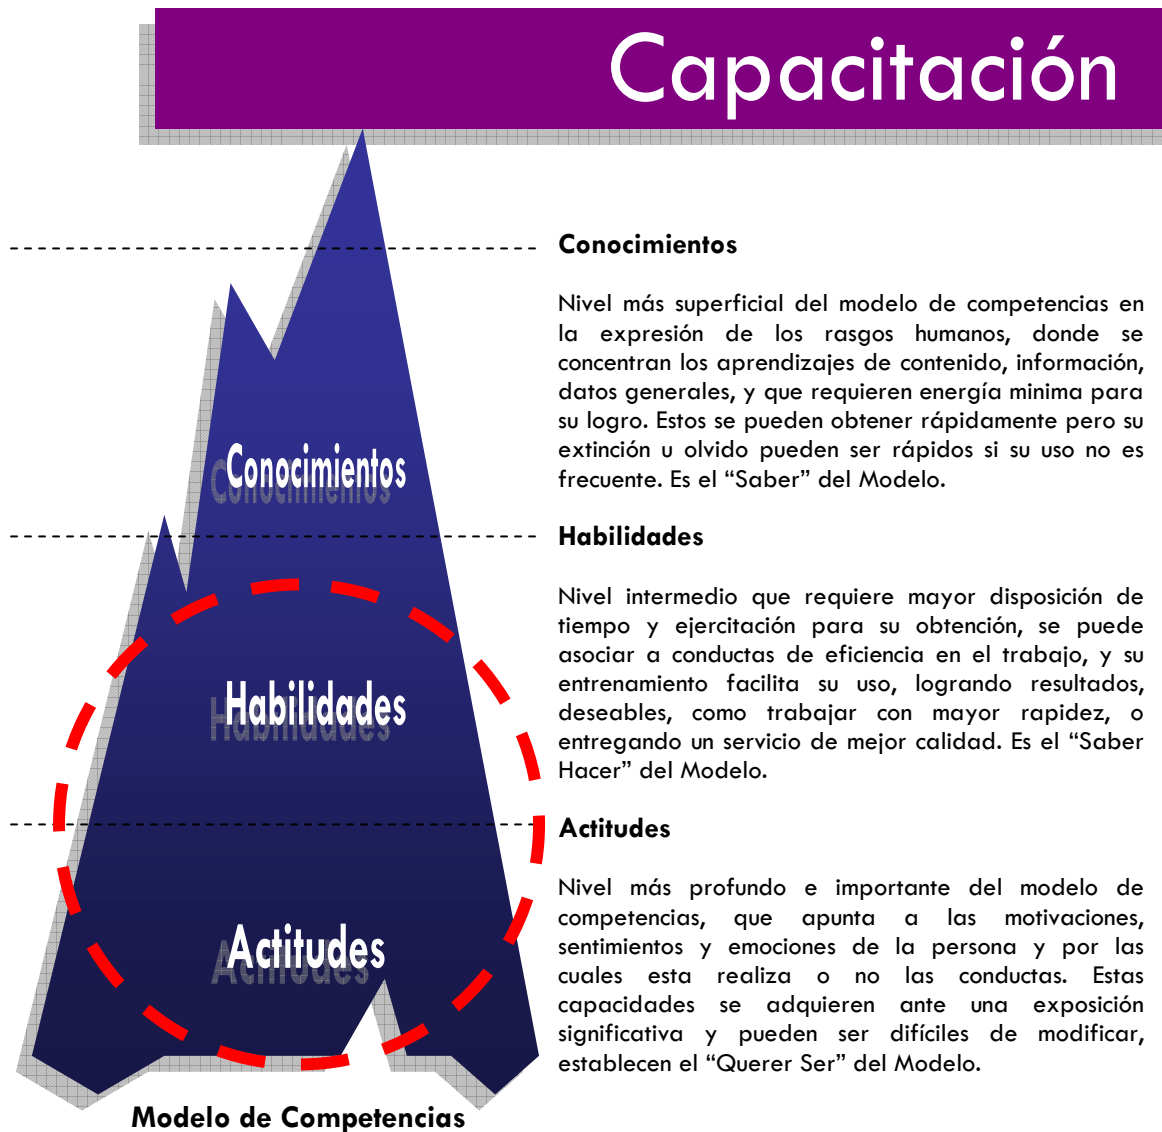 Capacitación
Conocimientos
Nivel más superficial del modelo de competencias en
la expresión de los rasgos humanos, donde se
concentran los aprendizajes de contenido, información,
datos generales, y que requieren energía minima para
su logro. Estos se pueden obtener rápidamente pero su
extinción u olvido pueden ser rápidos si su uso no es
frecuente. Es el “Saber” del Modelo.
Conocimientos
Habilidades
Nivel intermedio que requiere mayor disposición de
tiempo y ejercitación para su obtención, se puede
asociar a conductas de eficiencia en el trabajo, y su
entrenamiento facilita su uso, logrando resultados,
deseables, como trabajar con mayor rapidez, o
entregando un servicio de mejor calidad. Es el “Saber
Hacer” del Modelo.
Habilidades
Actitudes
Nivel más profundo e importante del modelo de
competencias, que apunta a las motivaciones,
sentimientos y emociones de la persona y por las
cuales esta realiza o no las conductas. Estas
capacidades se adquieren ante una exposición
significativa y pueden ser difíciles de modificar,
establecen el “Querer Ser” del Modelo.
Actitudes
Modelo de Competencias